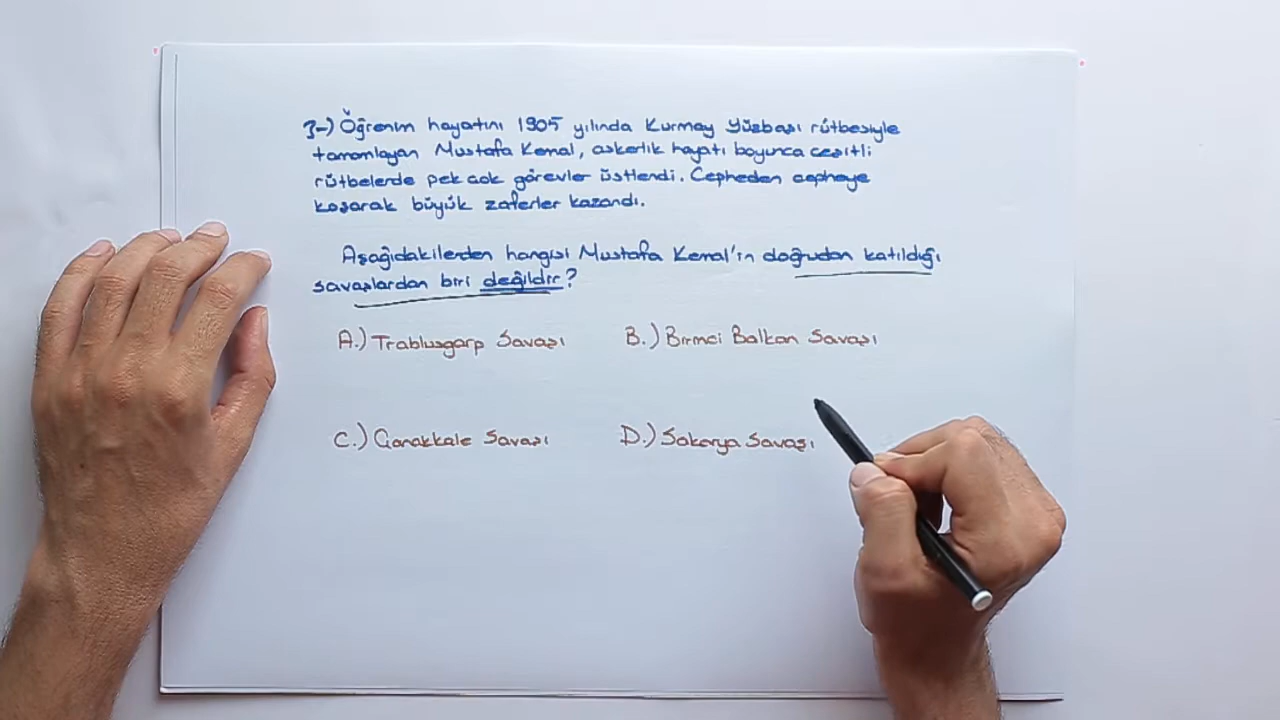 3-) Öğrenim hayatını 1905 yılında Kurmay Yüzbaşı rütbesiyle
tamamlayan Mustafa Kemal, askerlik hayatı boyunca çeşitli
rütbelerde pek çok görevler üstlendi. Cepheden cepheye
koşarak büyük zaferler kazandı.
Aşağıdakilerden hangisi Mustafa Kemal'in doğrudan katıldığı
savaşlardan biri değildir?
A.) Trablusgarp Savaşı B.) Birinci Balkan Savaşı
C.) Çanakkale Savaşı D.) Sakarya Savaşı